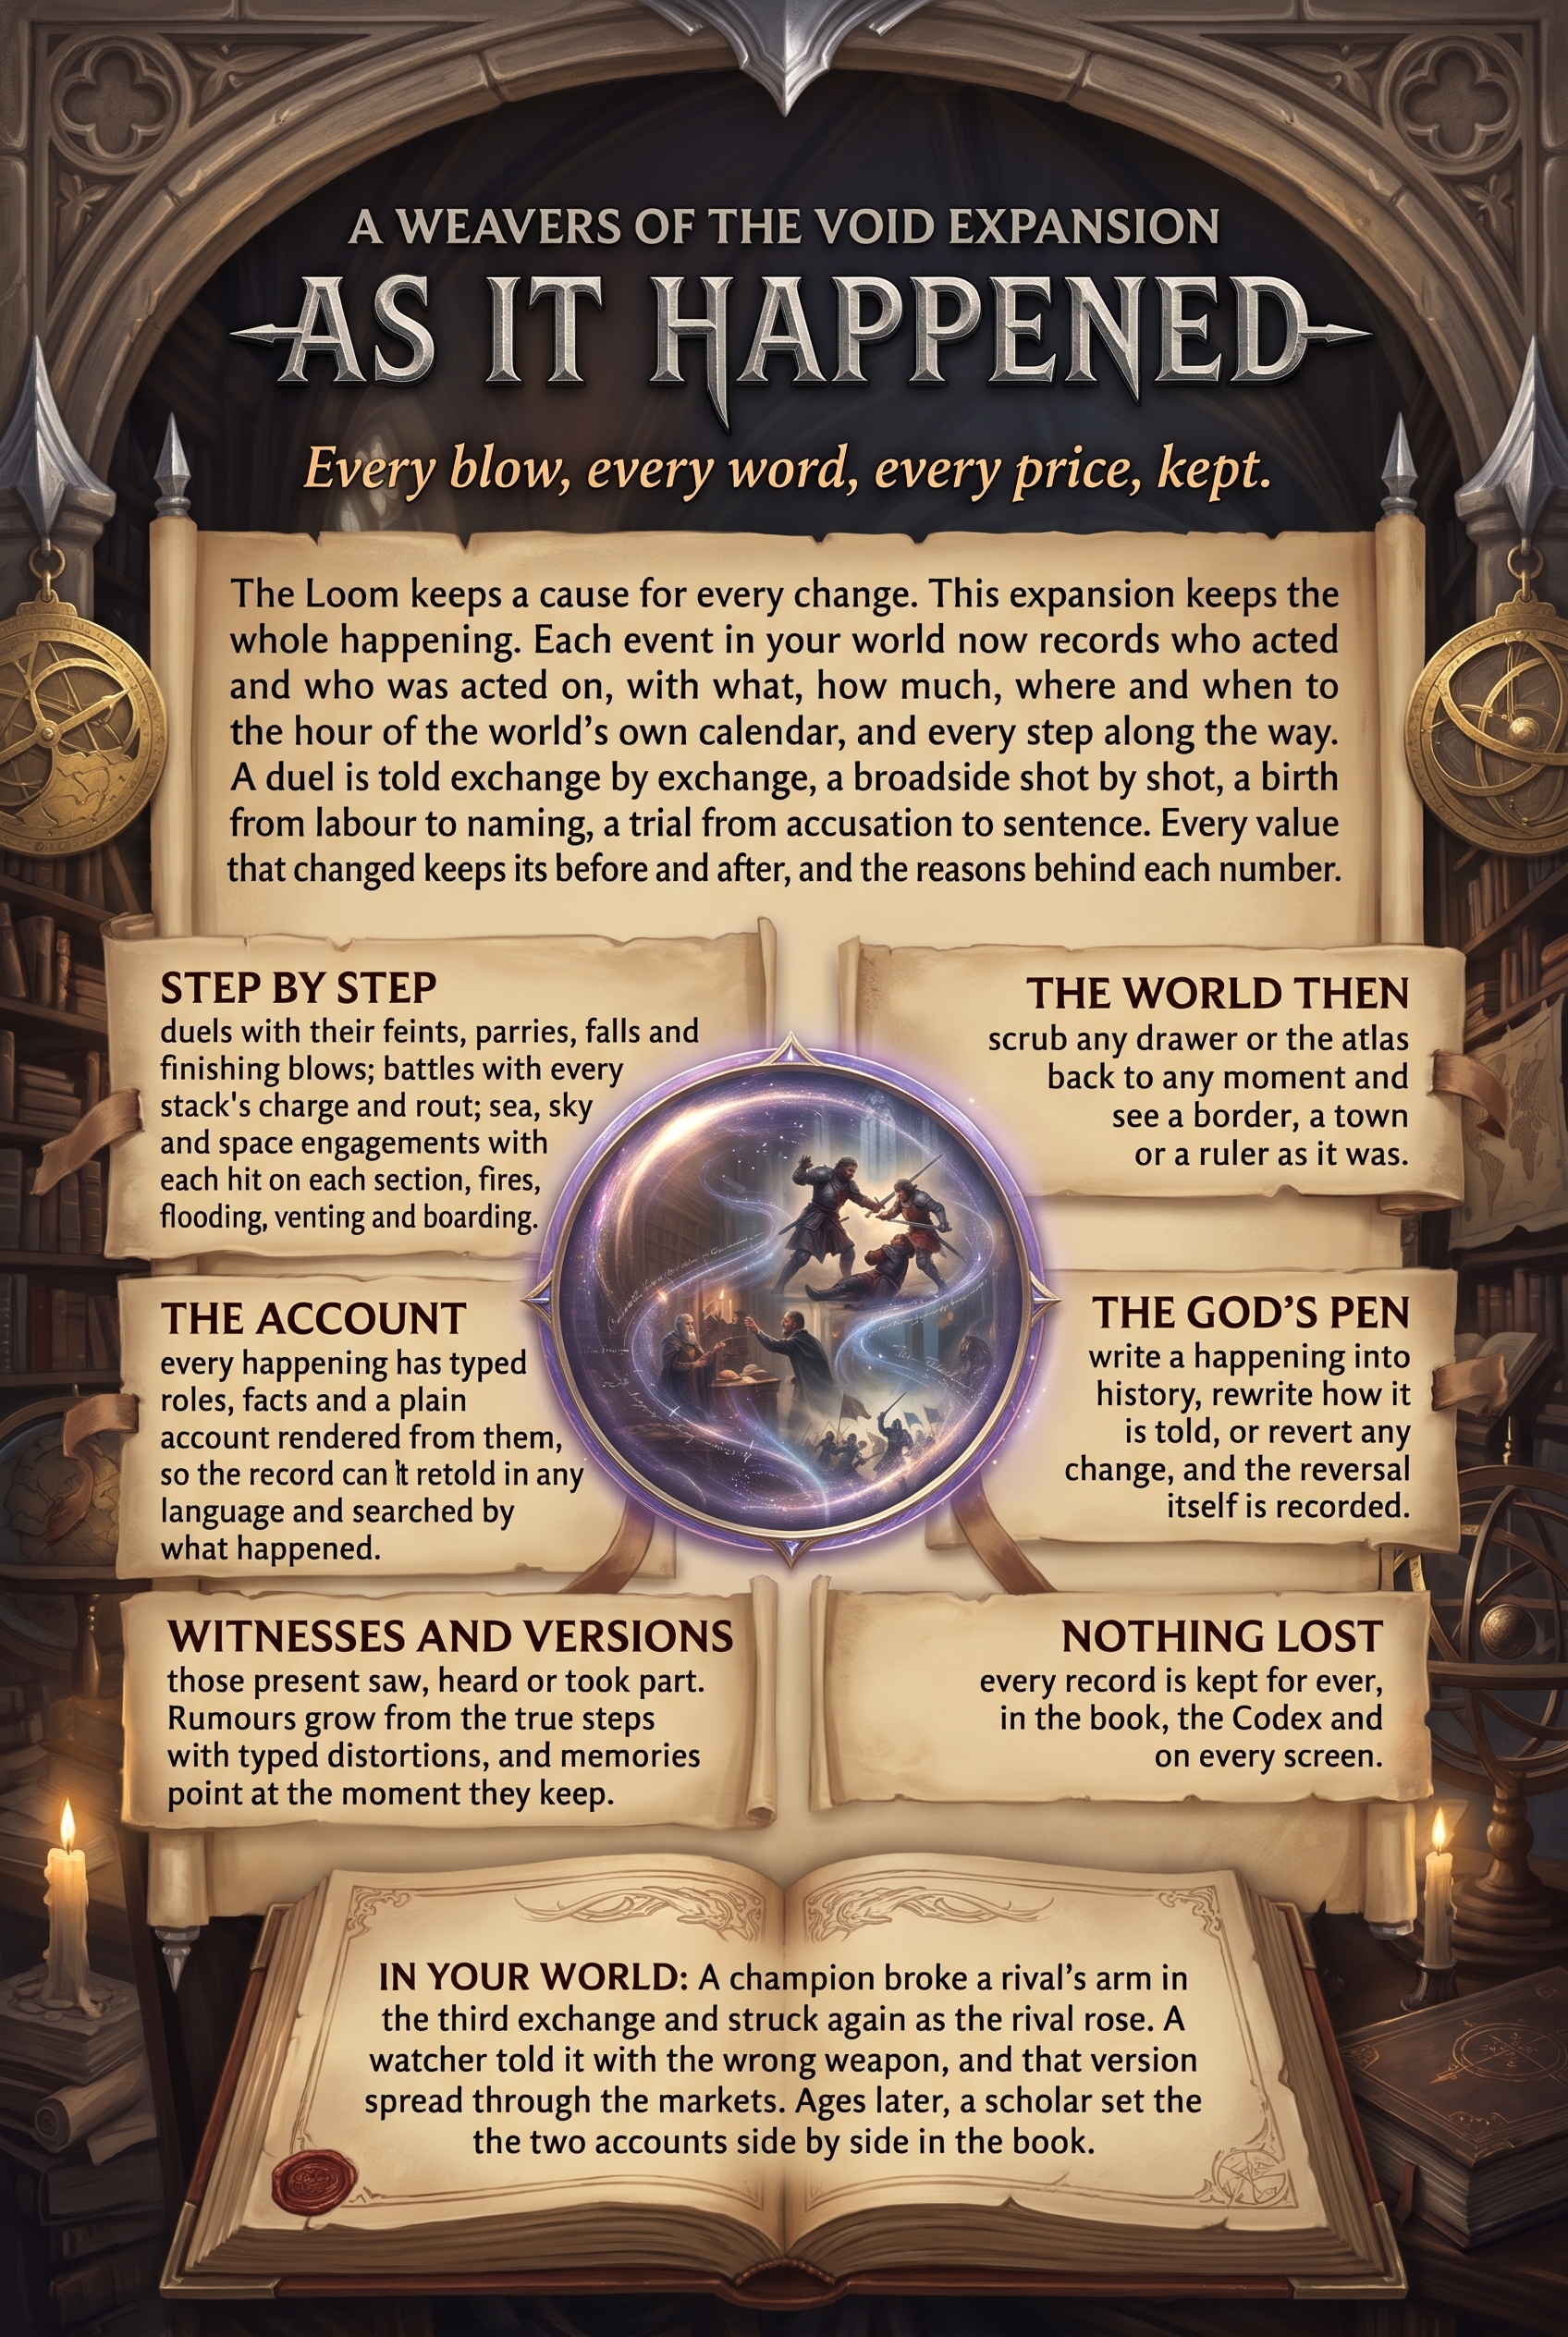 A WEAVERS OF THE VOID EXPANSION
AS IT HAPPENED
Every blow, every word, every price, kept.
The Loom keeps a cause for every change. This expansion keeps the
whole happening. Each event in your world now records who acted
and who was acted on, with what, how much, where and when to
the hour of the world’s own calendar, and every step along the way.
A duel is told exchange by exchange, a broadside shot by shot, a birth
from labour to naming, a trial from accusation to sentence. Every value
that changed keeps its before and after, and the reasons behind each number.
STEP BY STEP
duels with their feints, parries, falls and
finishing blows; battles with every
stack's charge and rout; sea, sky
and space engagements with
each hit on each section, fires,
flooding, venting and boarding.
THE WORLD THEN
scrub any drawer or the atlas
back to any moment and
see a border, a town
or a ruler as it was.
THE ACCOUNT
every happening has typed
roles, facts and a plain
account rendered from them,
so the record can't retold in any
language and searched by
what happened.
THE GOD’S PEN
write a happening into
history, rewrite how it
is told, or revert any
change, and the reversal
itself is recorded.
WITNESSES AND VERSIONS
those present saw, heard or took part.
Rumours grow from the true steps
with typed distortions, and memories
point at the moment they keep.
NOTHING LOST
every record is kept for ever,
in the book, the Codex and
on every screen.
IN YOUR WORLD: A champion broke a rival’s arm in
the third exchange and struck again as the rival rose. A
watcher told it with the wrong weapon, and that version
spread through the markets. Ages later, a scholar set the
the two accounts side by side in the book.